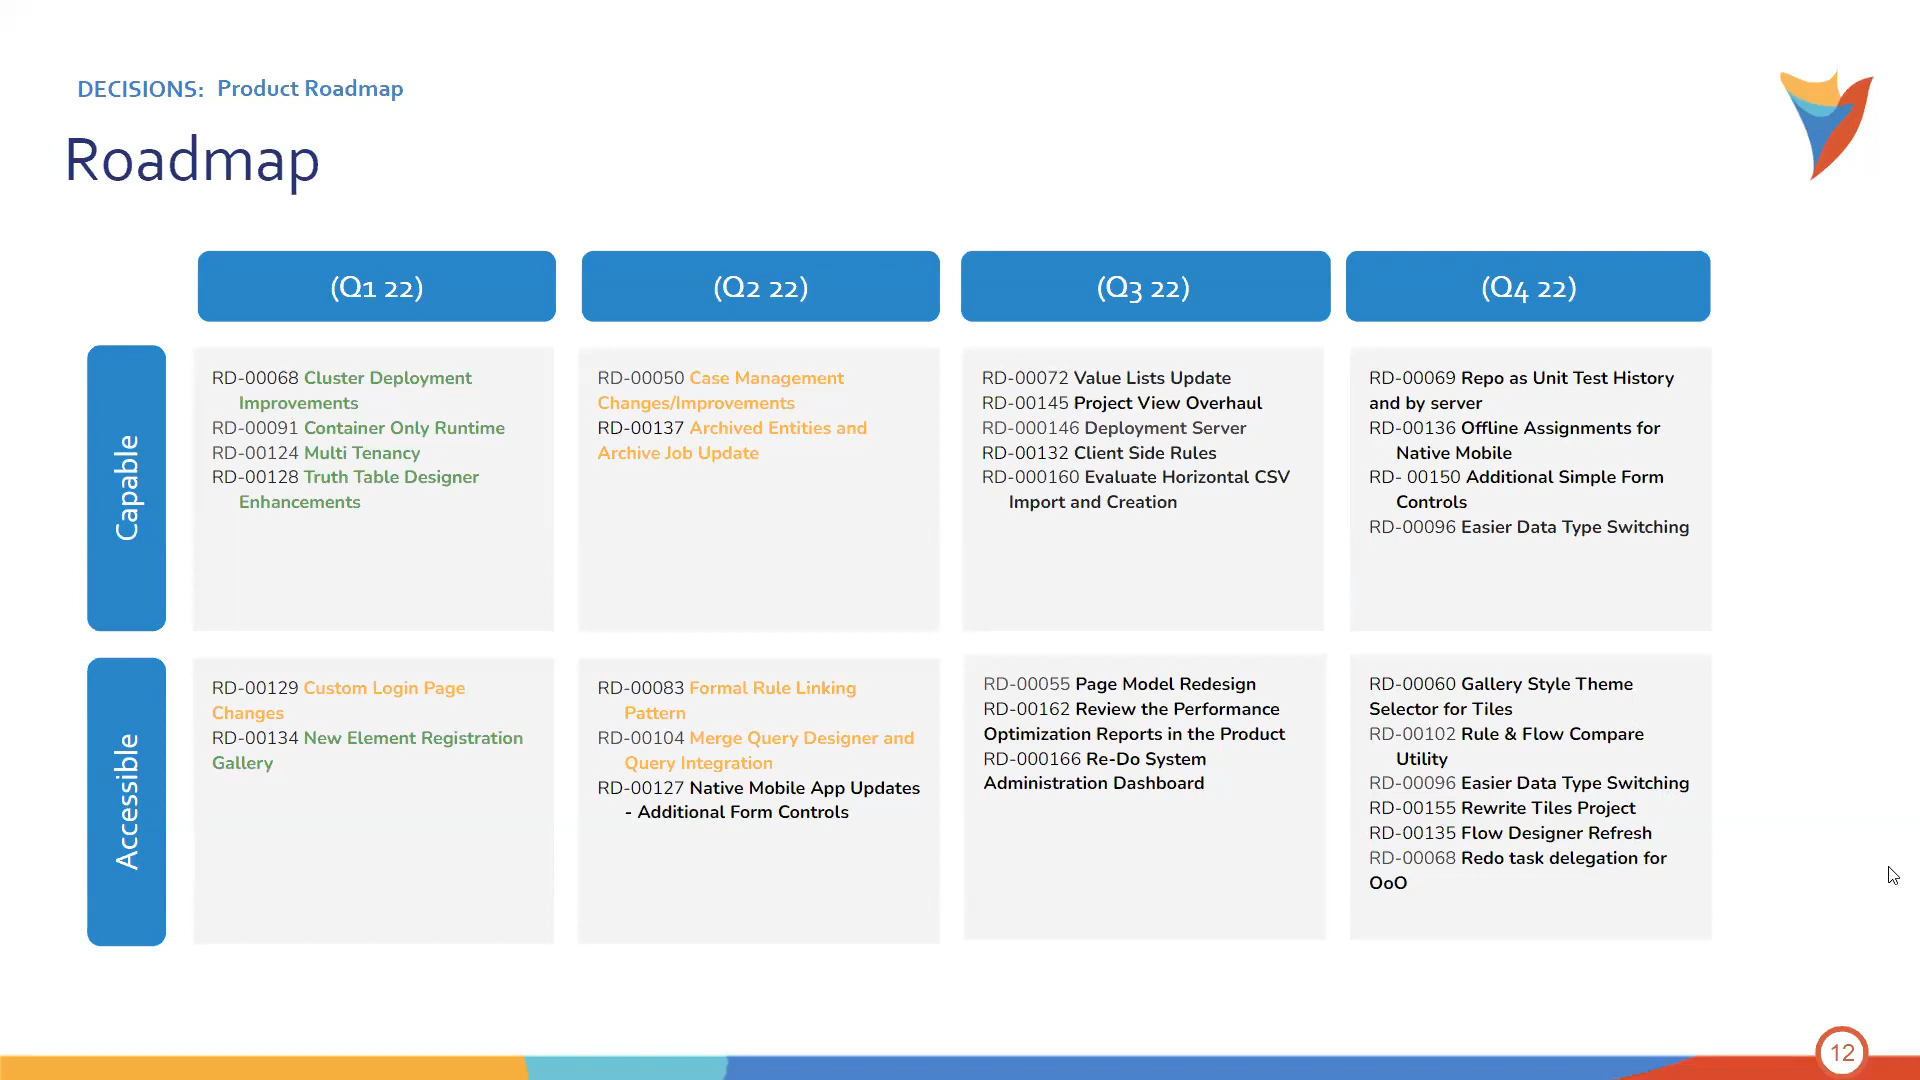 DECISIONS: Product Roadmap
Roadmap
(Q1 22)
(Q2 22)
(Q3 22)
(Q4 22)
Capable
RD-00068 Cluster Deployment
Improvements
RD-00091 Container Only Runtime
RD-00124 Multi Tenancy
RD-00128 Truth Table Designer
Enhancements
RD-00050 Case Management
Changes/Improvements
RD-00137 Archived Entities and
Archive Job Update
RD-00072 Value Lists Update
RD-00145 Project View Overhaul
RD-000146 Deployment Server
RD-00132 Client Side Rules
RD-000160 Evaluate Horizontal CSV
Import and Creation
RD-00069 Repo as Unit Test History
and by server
RD-00136 Offline Assignments for
Native Mobile
RD- 00150 Additional Simple Form
Controls
RD-00096 Easier Data Type Switching
Accessible
RD-00129 Custom Login Page
Changes
RD-00134 New Element Registration
Gallery
RD-00083 Formal Rule Linking
Pattern
RD-00104 Merge Query Designer and
Query Integration
RD-00127 Native Mobile App Updates
- Additional Form Controls
RD-00055 Page Model Redesign
RD-00162 Review the Performance
Optimization Reports in the Product
RD-000166 Re-Do System
Administration Dashboard
RD-00060 Gallery Style Theme
Selector for Tiles
RD-00102 Rule & Flow Compare
Utility
RD-00096 Easier Data Type Switching
RD-00155 Rewrite Tiles Project
RD-00135 Flow Designer Refresh
RD-00068 Redo task delegation for
OoO
12